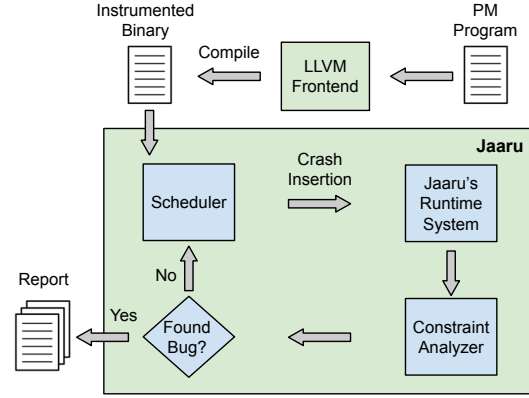 Instrumented
Binary
PM
Program
Compile
LLVM
Frontend
Jaaru
Scheduler
Crash
Insertion
Jaaru's
Runtime
System
No
Report
Yes
Found
Bug?
Constraint
Analyzer